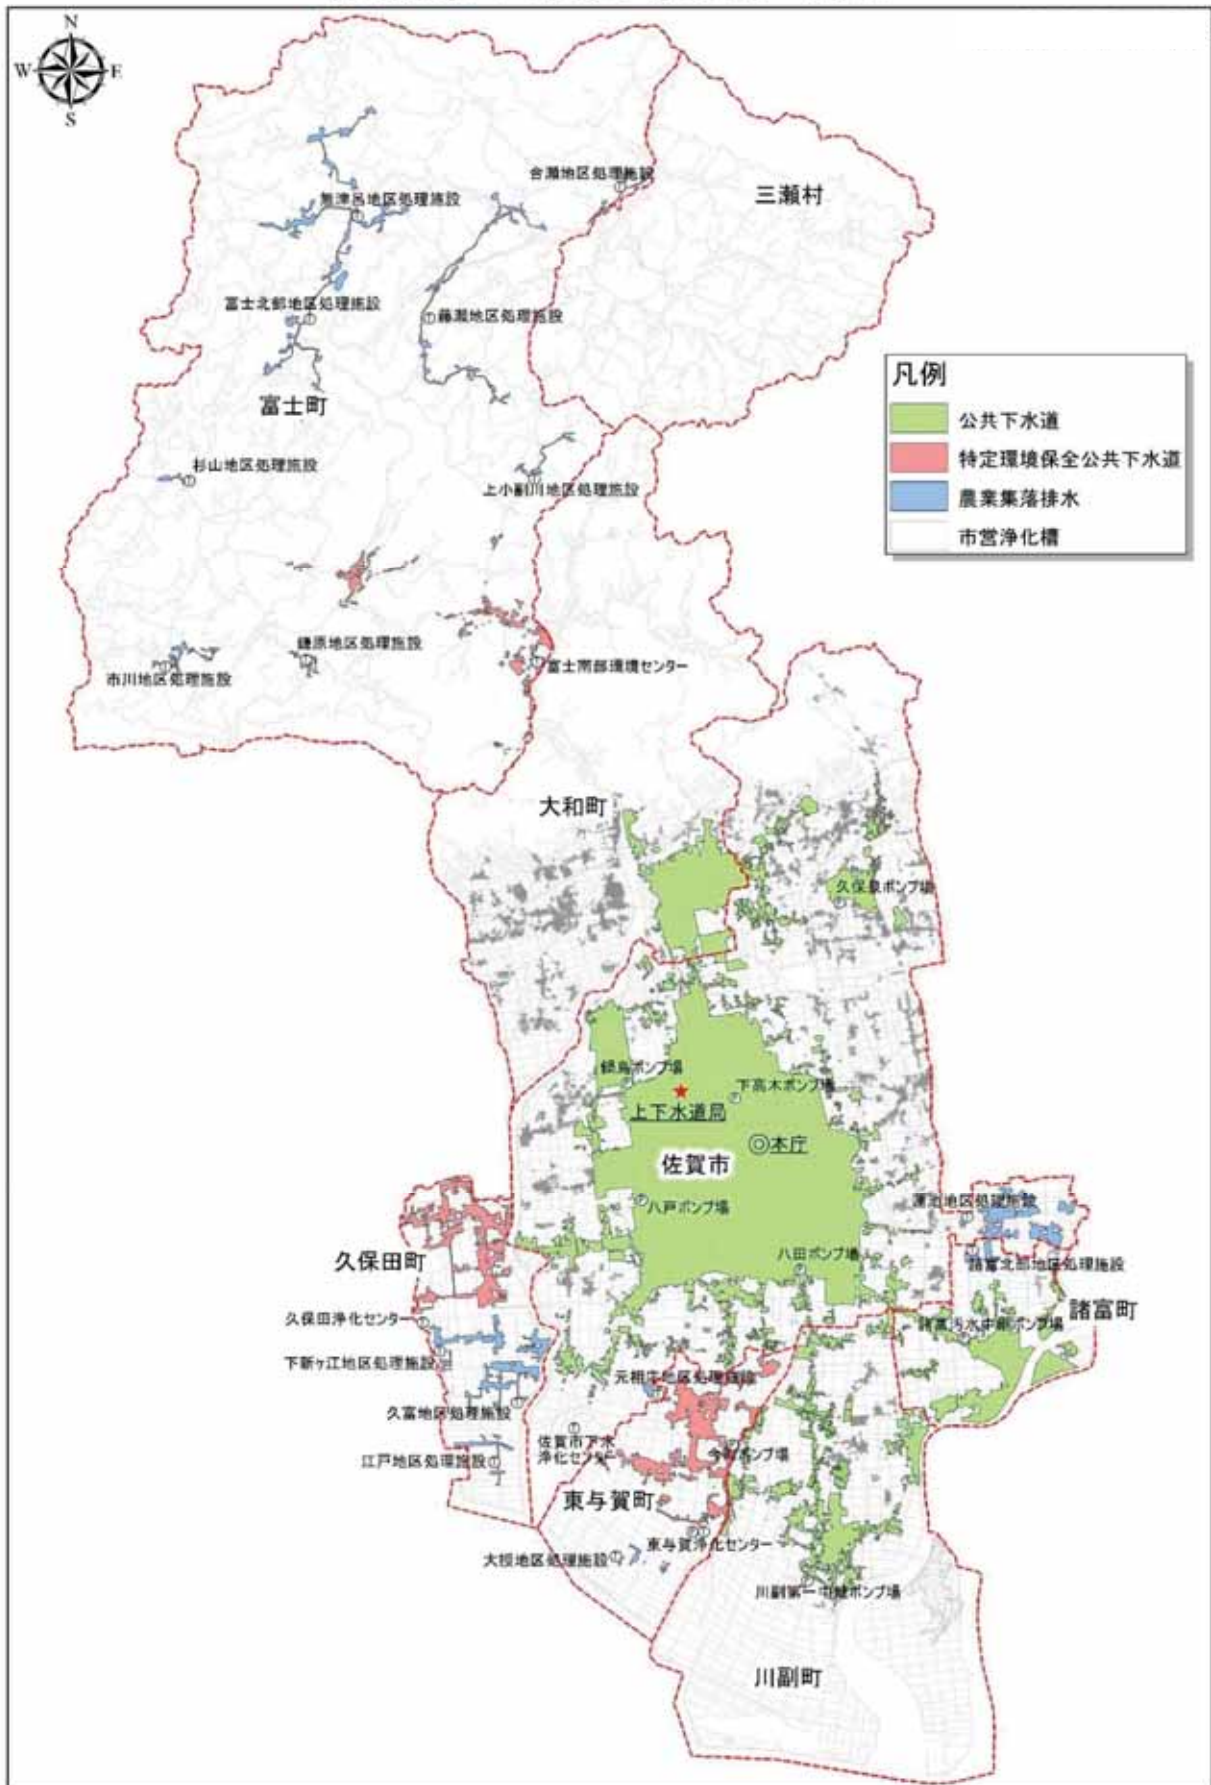 N
W
E
S
三瀬村
合瀬地区処理施設
無津呂地区処理施設
富士北部地区処理施設
藤瀬地区処理施設
富士町
凡例
公共下水道
特定環境保全公共下水道
農業集落排水
市営浄化槽
杉山地区処理施設
上小副川地区処理施設
鎌原地区処理施設
市川地区処理施設
富士南部環境センター
大和町
久保泉ポンプ場
鍋島ポンプ場
下高木ポンプ場
上下水道局
本庁
佐賀市
八戸ポンプ場
蓮池地区処理施設
八田ポンプ場
諸富北部地区処理施設
久保田町
諸富町
久保田浄化センター
諸富汚水中継ポンプ場
下新ヶ江地区処理施設
元相応地区処理施設
久富地区処理施設
佐賀市下水
浄化センター
今町ポンプ場
江戸地区処理施設
東与賀町
東与賀浄化センター
大授地区処理施設
川副第一中継ポンプ場
川副町